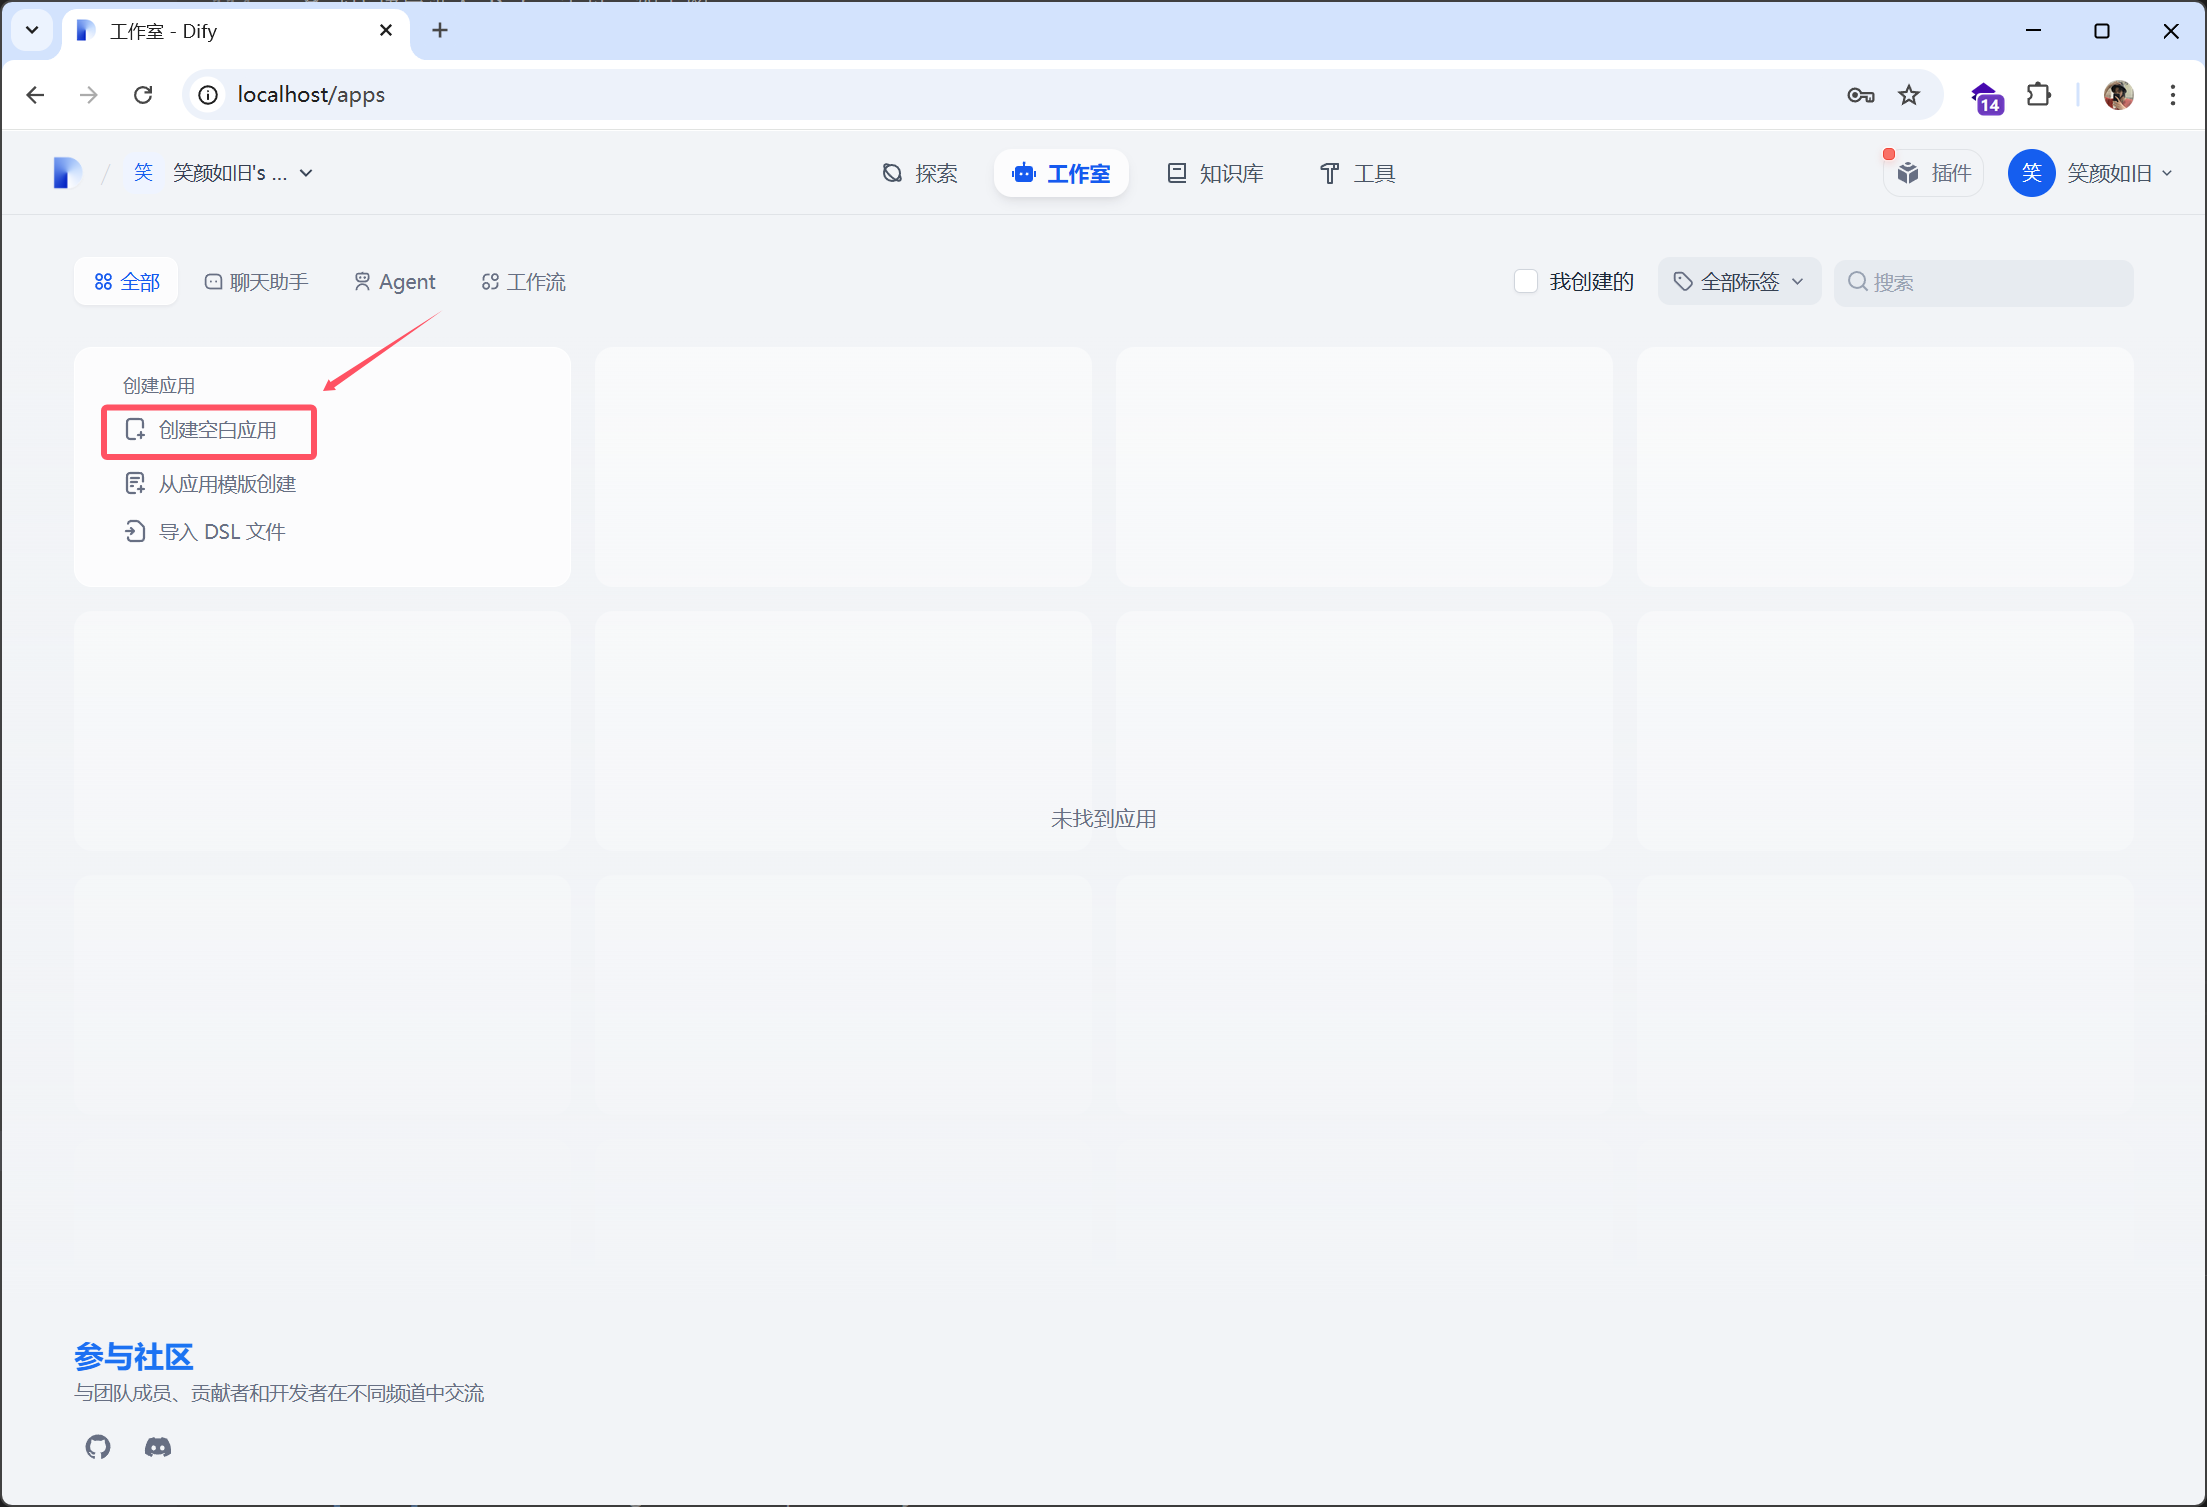 工作室 - Dify
localhost/apps
14
笑 笑颜如旧's ...
探索
工作室
知识库
工具
插件
笑 笑颜如旧
全部
聊天助手
Agent
工作流
我创建的
全部标签
搜索
创建应用
创建空白应用
从应用模版创建
导入 DSL 文件
未找到应用
参与社区
与团队成员、贡献者和开发者在不同频道中交流